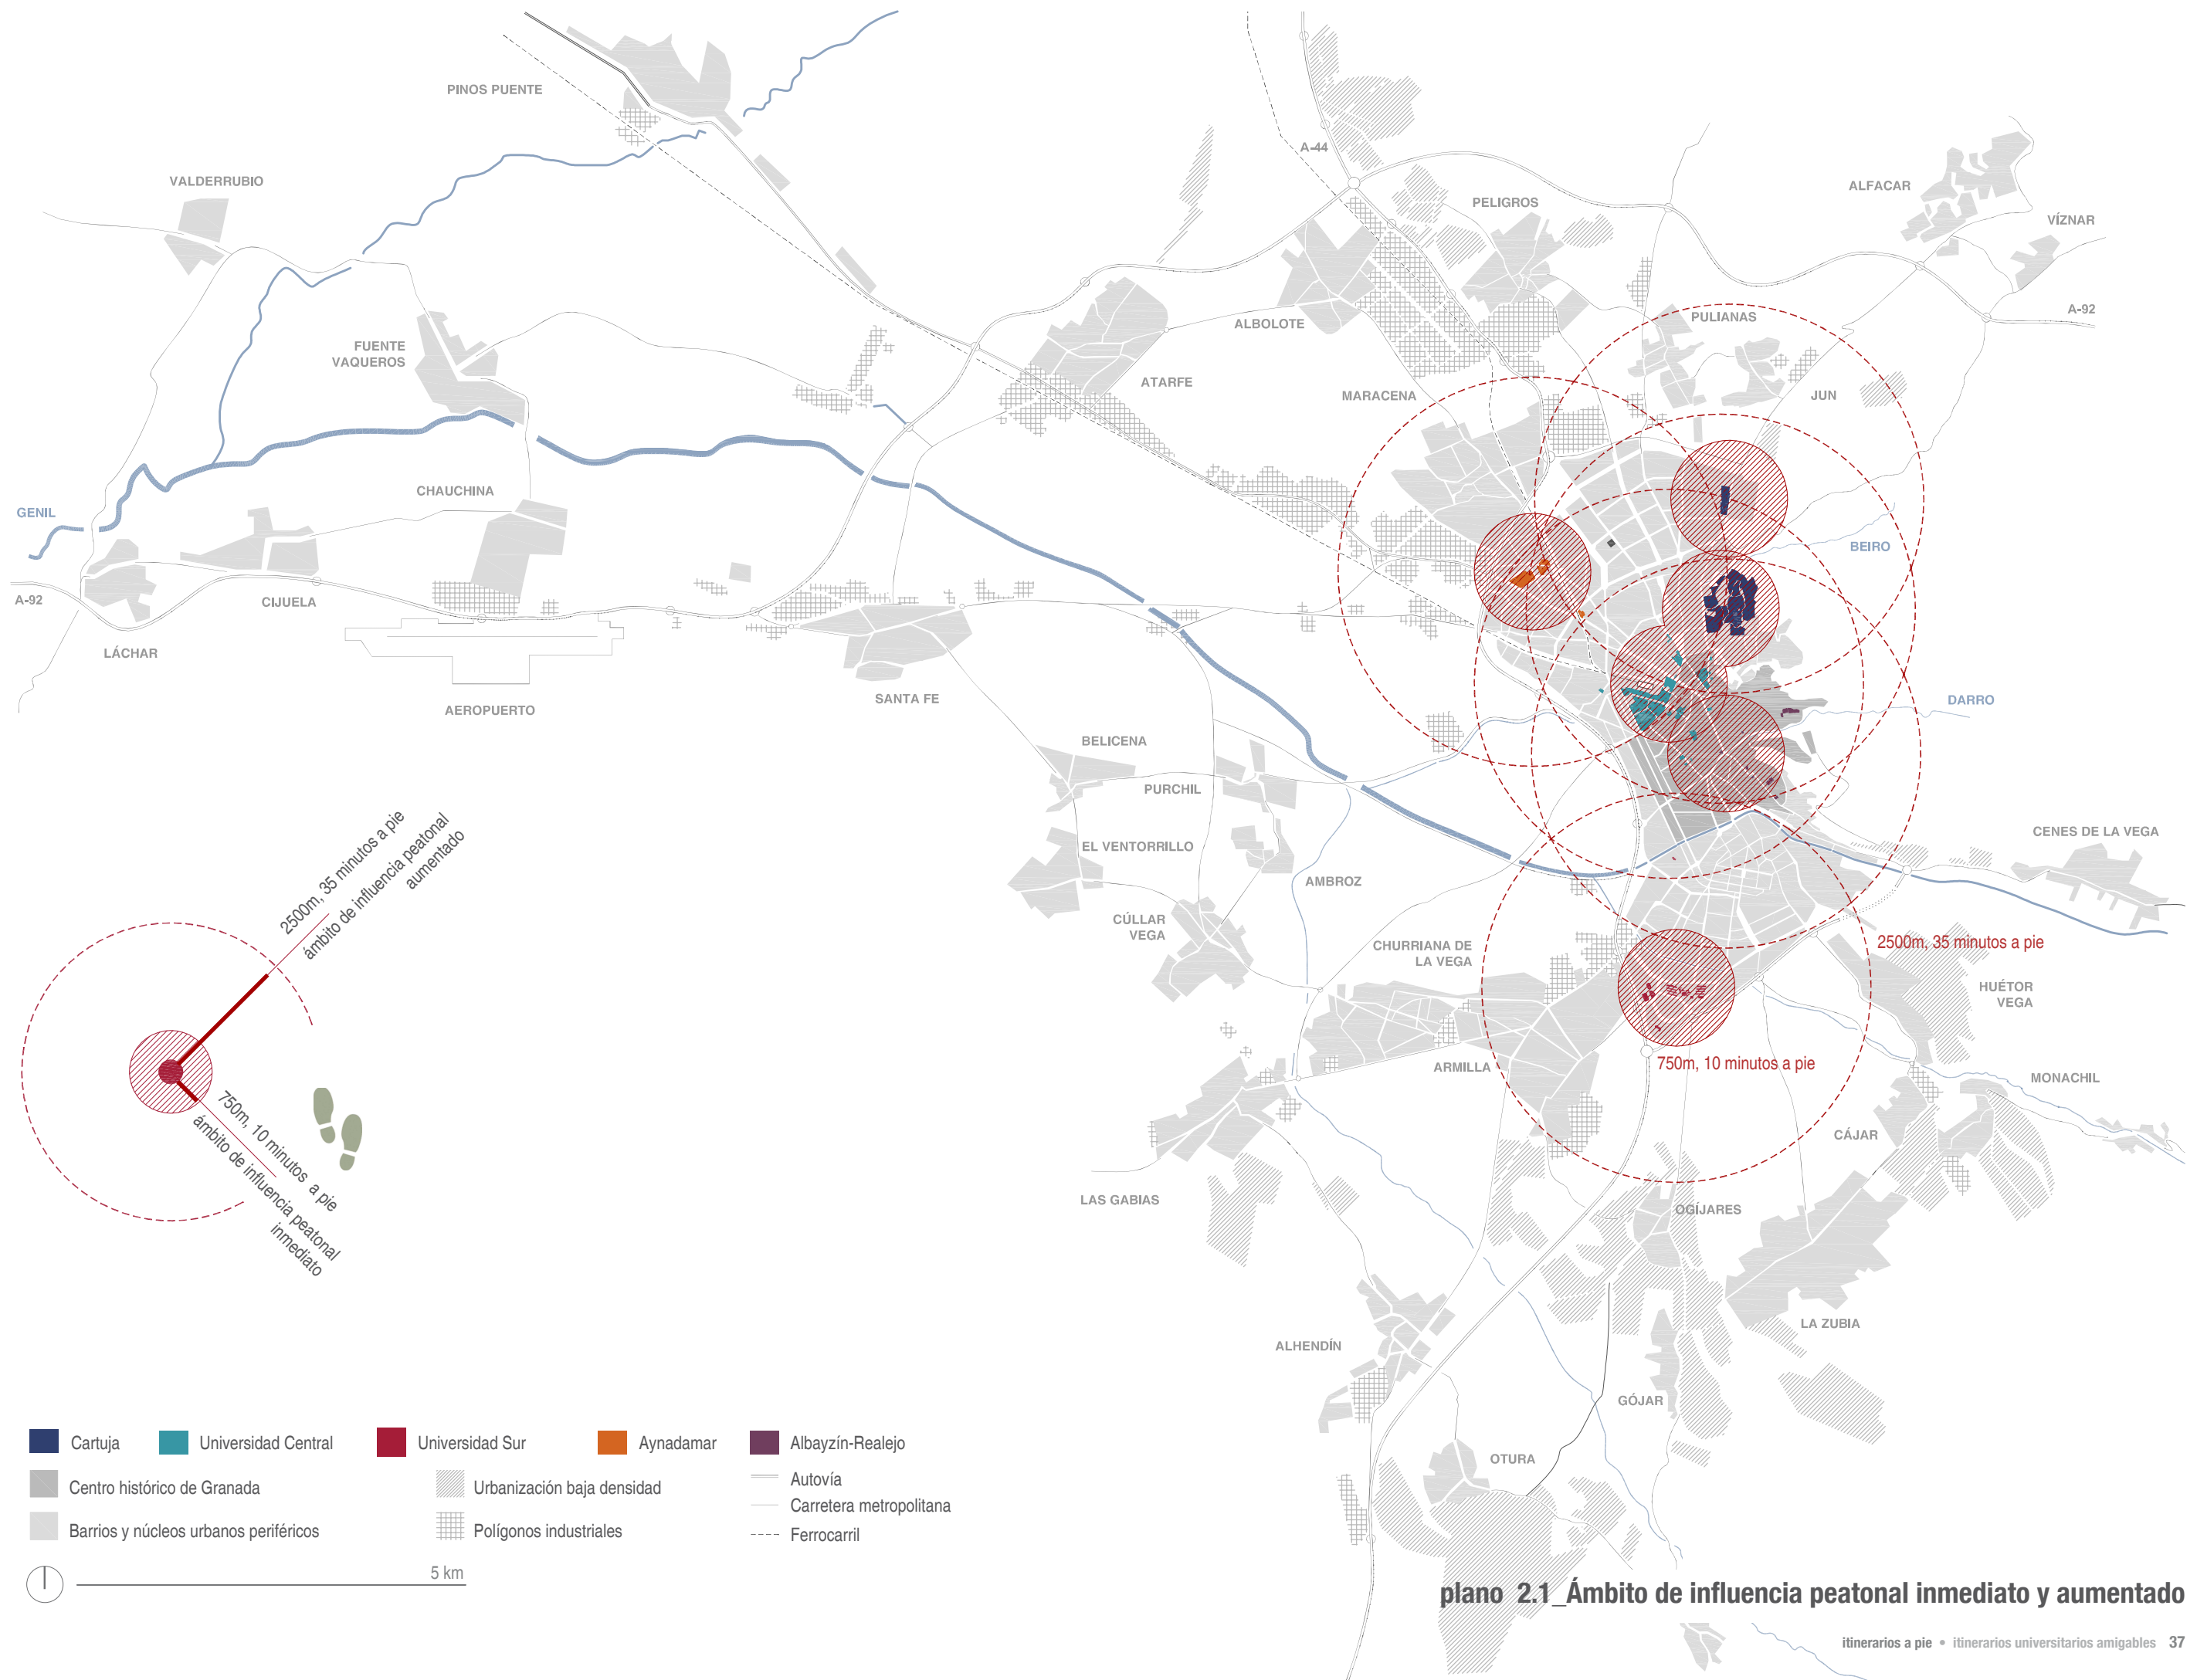 PINOS PUENTE
A-44
VALDERRUBIO
ALFACAR
PELIGROS
VÍZNAR
A-92
PULIANAS
ALBOLOTE
FUENTE
VAQUEROS
ATARFE
MARACENA
JUN
CHAUCHINA
GENIL
BEIRO
A-92
CIJUELA
LÁCHAR
SANTA FE
AEROPUERTO
DARRO
BELICENA
PURCHIL
CENES DE LA VEGA
EL VENTORRILLO
AMBROZ
CÚLLAR
VEGA
CHURRIANA DE
LA VEGA
2500m, 35 minutos a pie
HUÉTOR
VEGA
750m, 10 minutos a pie
ARMILLA
MONACHIL
CÁJAR
LAS GABIAS
OGÍJARES
LA ZUBIA
ALHENDÍN
GÓJAR
OTURA
2500m, 35 minutos a pie
ámbito de influencia peatonal
aumentado
750m, 10 minutos a pie
ámbito de influencia peatonal
inmediato
Cartuja
Universidad Central
Universidad Sur
Aynadamar
Albayzín-Realejo
Centro histórico de Granada
Urbanización baja densidad
Autovía
Carretera metropolitana
Barrios y núcleos urbanos periféricos
Polígonos industriales
Ferrocarril
5 km
plano 2.1_Ámbito de influencia peatonal inmediato y aumentado
itinerarios a pie • itinerarios universitarios amigables 37